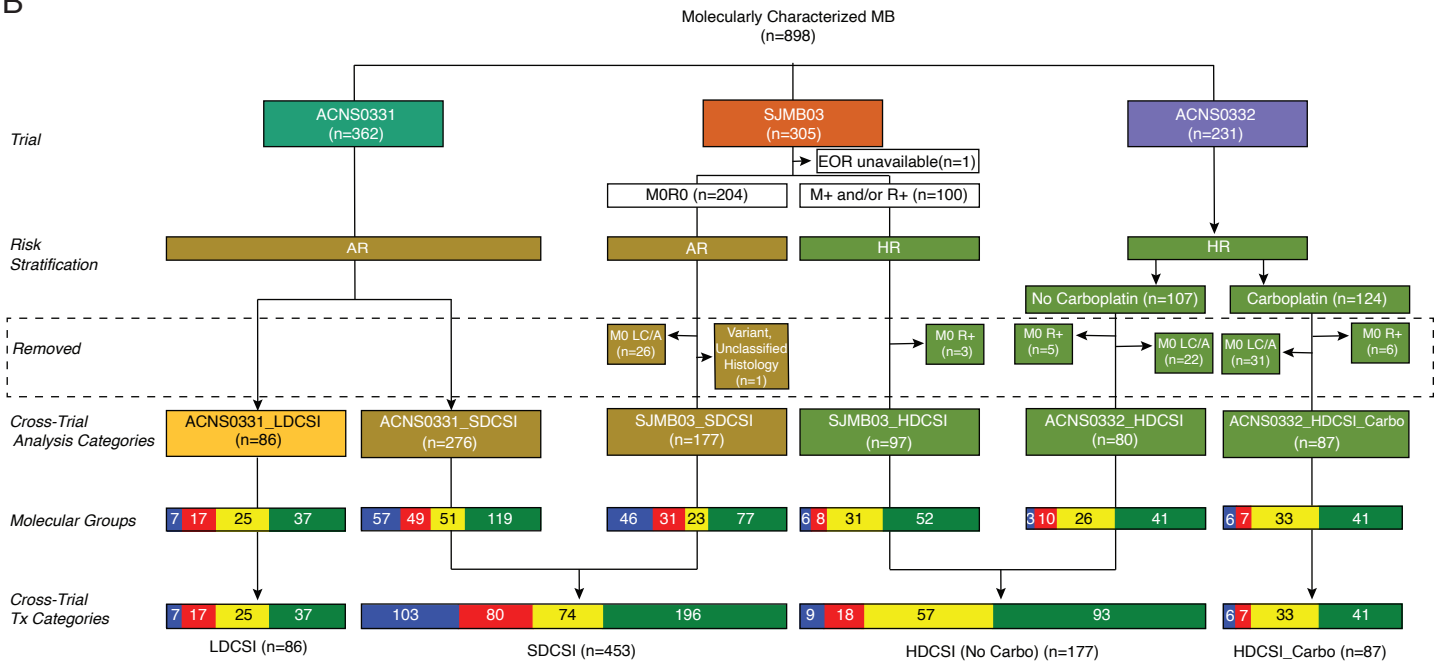 B
Molecularly Characterized MB
(n=898)
Trial
ACNS0331
(n=362)
SJMB03
(n=305)
ACNS0332
(n=231)
EOR unavailable(n=1)
M0R0 (n=204)
M+ and/or R+ (n=100)
Risk
Stratification
AR
AR
HR
HR
No Carboplatin (n=107)
Carboplatin (n=124)
Removed
M0 LC/A
(n=26)
Variant,
Unclassified
Histology
(n=1)
M0 R+
(n=3)
M0 R+
(n=5)
M0 LC/A
(n=22)
M0 LC/A
(n=31)
M0 R+
(n=6)
Cross-Trial
Analysis Categories
ACNS0331_LDCSI
(n=86)
ACNS0331_SDCSI
(n=276)
SJMB03_SDCSI
(n=177)
SJMB03_HDCSI
(n=97)
ACNS0332_HDCSI
(n=80)
ACNS0332_HDCSI_Carbo
(n=87)
Molecular Groups
7 17 25 37
57 49 51 119
46 31 23 77
6 8 31 52
3 10 26 41
6 7 33 41
Cross-Trial
Tx Categories
7 17 25 37
103 80 74 196
9 18 57 93
6 7 33 41
LDCSI (n=86)
SDCSI (n=453)
HDCSI (No Carbo) (n=177)
HDCSI_Carbo (n=87)